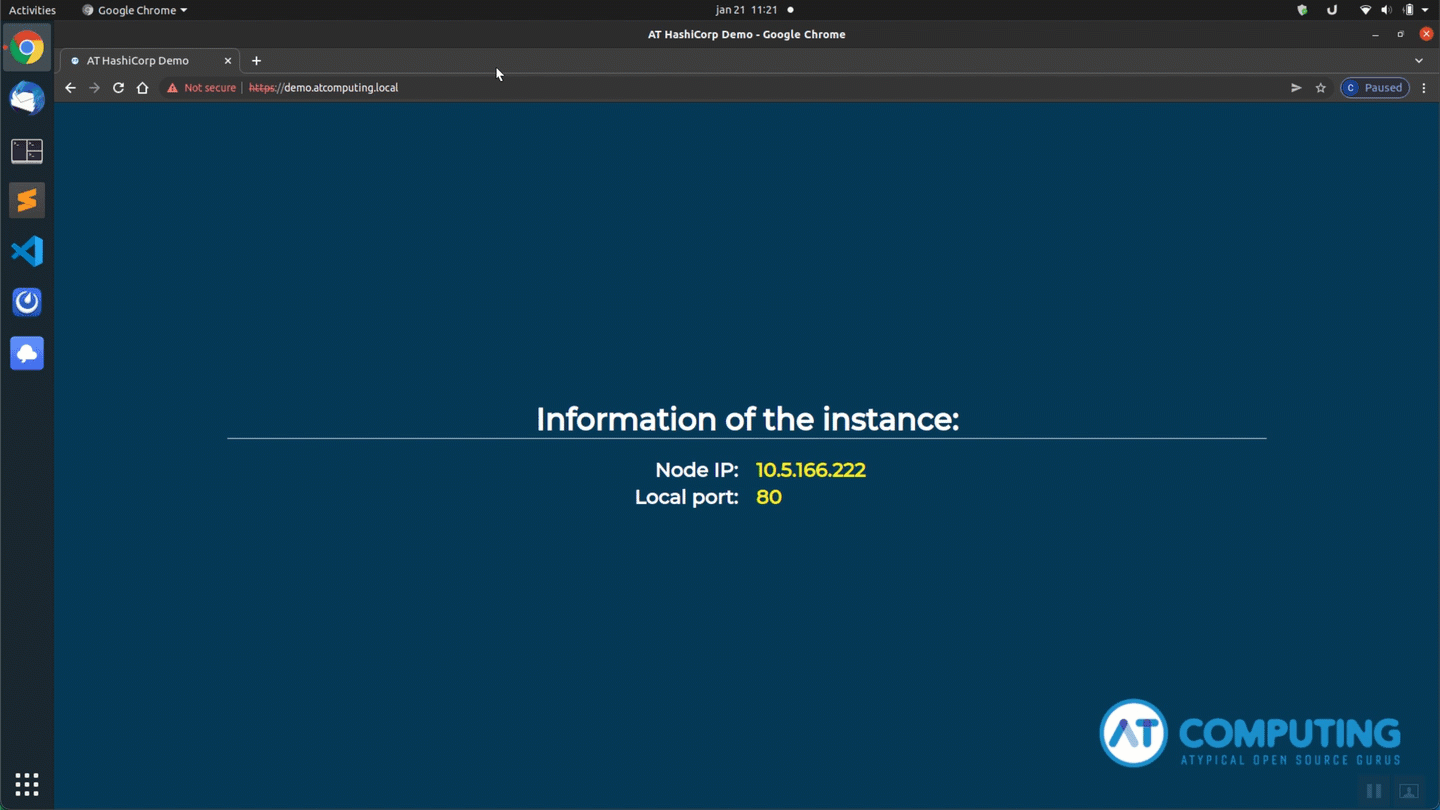 Activities
Google Chrome
jan 21 11:21
AT HashiCorp Demo - Google Chrome
AT HashiCorp Demo
Not secure
https://demo.atcomputing.local
C
Paused
Information of the instance:
Node IP: 10.5.166.222
Local port: 80
AT COMPUTING
ATYPICAL OPEN SOURCE GURUS